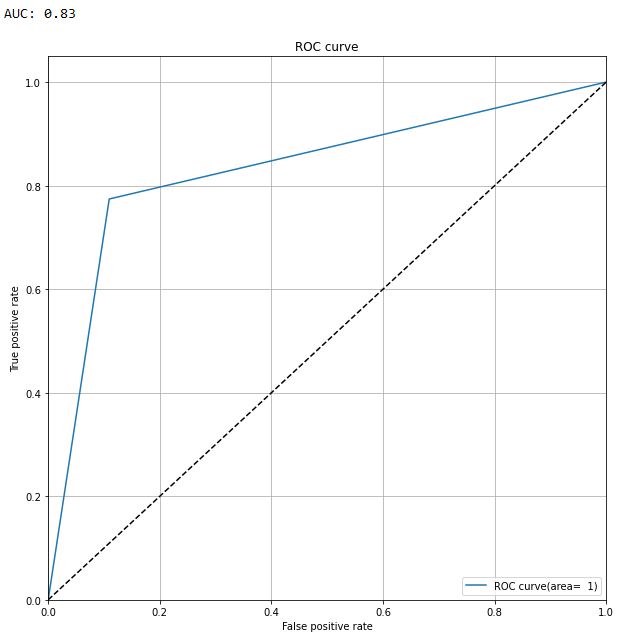 AUC: 0.83
ROC curve
1.0
0.8
0.6
0.4
0.2
0.0
True positive rate
ROC curve(area=  1)
0.0 0.2 0.4 0.6 0.8 1.0
False positive rate